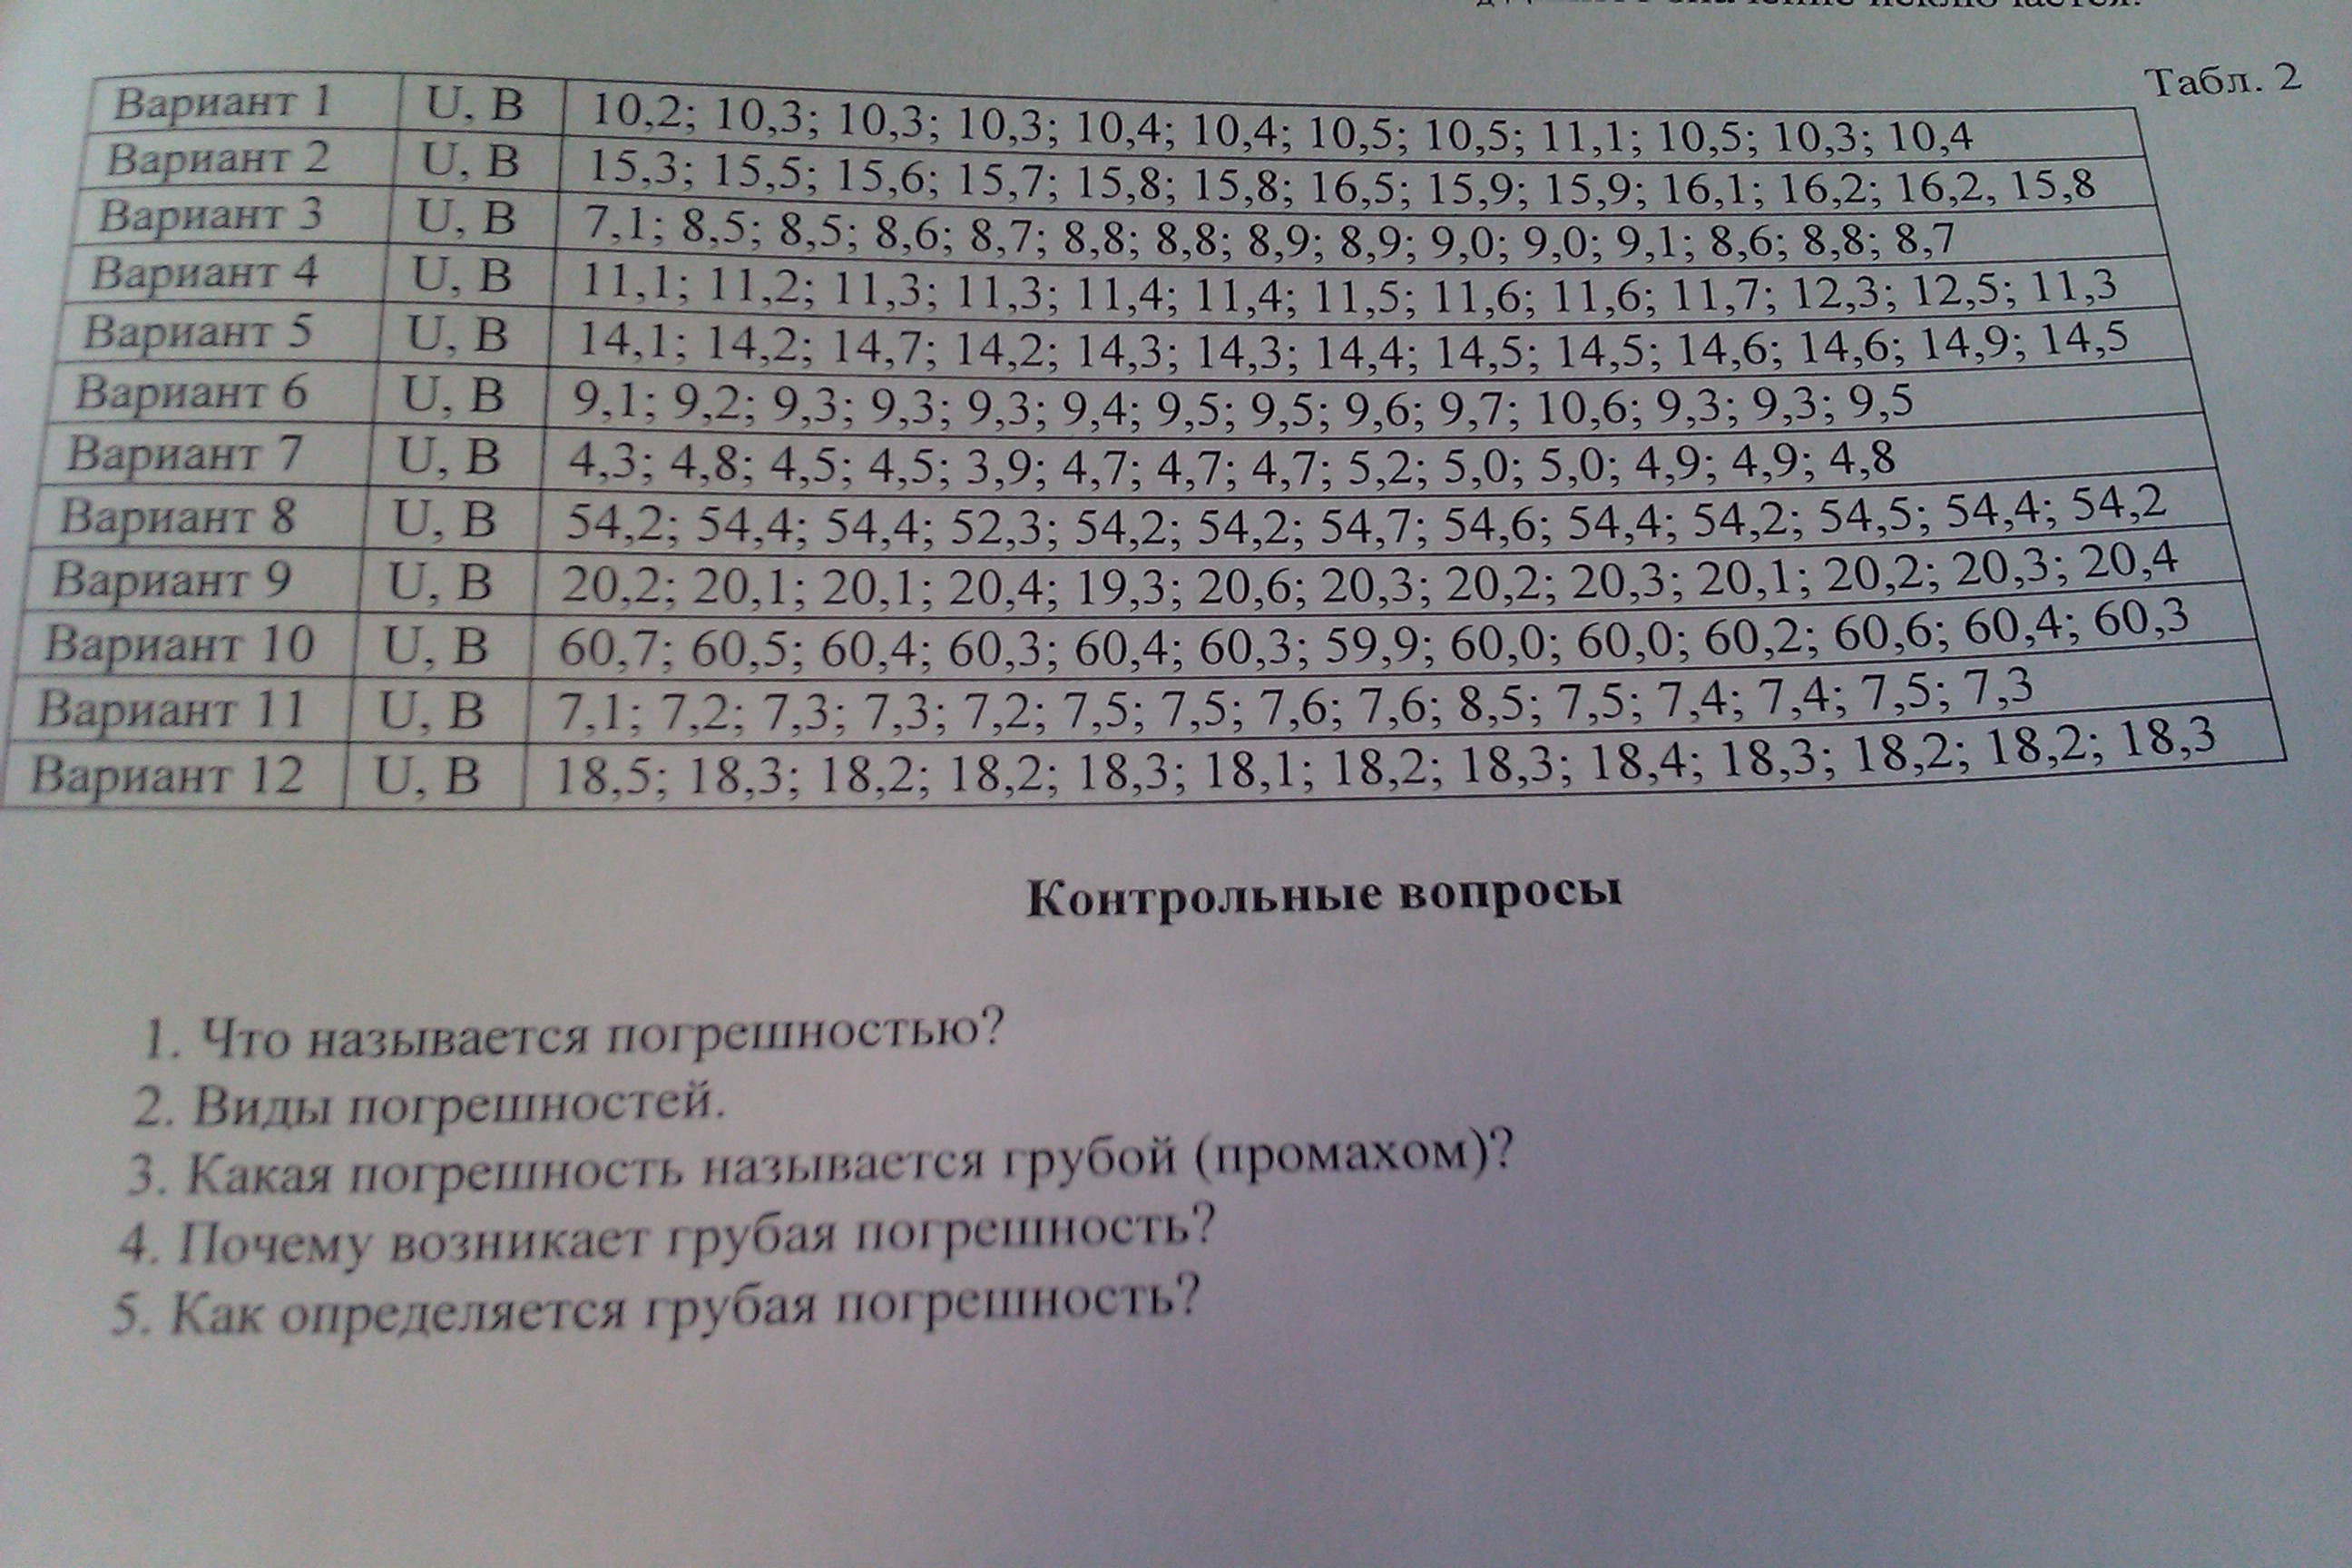 значение исключается.
Табл. 2
Вариант 1 U, В 10,2; 10,3; 10,3; 10,3; 10,4; 10,4; 10,5; 10,5; 11,1; 10,5; 10,3; 10,4
Вариант 2 U, В 15,3; 15,5; 15,6; 15,7; 15,8; 15,8; 16,5; 15,9; 15,9; 16,1; 16,2; 16,2, 15,8
Вариант 3 U, В 7,1; 8,5; 8,5; 8,6; 8,7; 8,8; 8,8; 8,9; 8,9; 9,0; 9,0; 9,1; 8,6; 8,8; 8,7
Вариант 4 U, В 11,1; 11,2; 11,3; 11,3; 11,4; 11,4; 11,5; 11,6; 11,6; 11,7; 12,3; 12,5; 11,3
Вариант 5 U, В 14,1; 14,2; 14,7; 14,2; 14,3; 14,3; 14,4; 14,5; 14,5; 14,6; 14,6; 14,9; 14,5
Вариант 6 U, В 9,1; 9,2; 9,3; 9,3; 9,3; 9,4; 9,5; 9,5; 9,6; 9,7; 10,6; 9,3; 9,3; 9,5
Вариант 7 U, В 4,3; 4,8; 4,5; 4,5; 3,9; 4,7; 4,7; 4,7; 5,2; 5,0; 5,0; 4,9; 4,9; 4,8
Вариант 8 U, В 54,2; 54,4; 54,4; 52,3; 54,2; 54,2; 54,7; 54,6; 54,4; 54,2; 54,5; 54,4; 54,2
Вариант 9 U, В 20,2; 20,1; 20,1; 20,4; 19,3; 20,6; 20,3; 20,2; 20,3; 20,1; 20,2; 20,3; 20,4
Вариант 10 U, В 60,7; 60,5; 60,4; 60,3; 60,4; 60,3; 59,9; 60,0; 60,0; 60,2; 60,6; 60,4; 60,3
Вариант 11 U, В 7,1; 7,2; 7,3; 7,3; 7,2; 7,5; 7,5; 7,6; 7,6; 8,5; 7,5; 7,4; 7,4; 7,5; 7,3
Вариант 12 U, В 18,5; 18,3; 18,2; 18,2; 18,3; 18,1; 18,2; 18,3; 18,4; 18,3; 18,2; 18,2; 18,3
Контрольные вопросы
1. Что называется погрешностью?
2. Виды погрешностей.
3. Какая погрешность называется грубой (промахом)?
4. Почему возникает грубая погрешность?
5. Как определяется грубая погрешность?